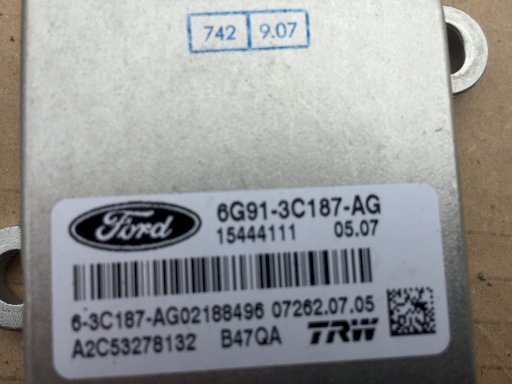 742 9.07
Ford 6G91-3C187-AG
15444111 05.07
6-3C187-AG02188496 07262.07.05
A2C53278132 B47QA TRW